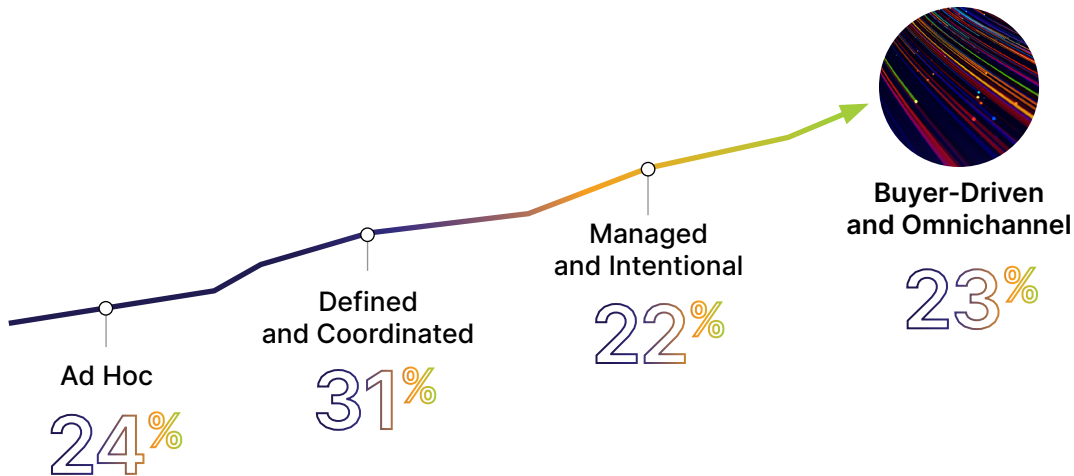 Ad Hoc
24%
Defined
and Coordinated
31%
Managed
and Intentional
22%
Buyer-Driven
and Omnichannel
23%